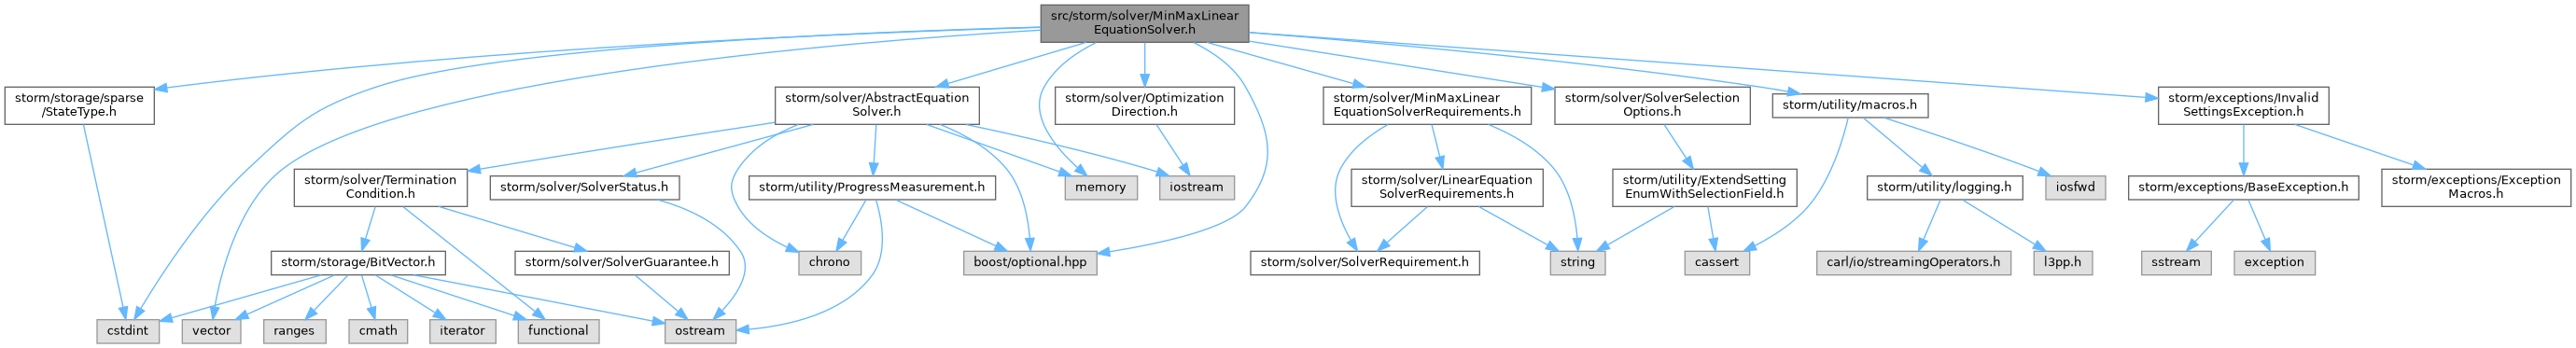 src/storm/solver/MinMaxLinear
EquationSolver.h
storm/storage/sparse
/StateType.h
storm/solver/AbstractEquation
Solver.h
storm/solver/Optimization
Direction.h
storm/solver/MinMaxLinear
EquationSolverRequirements.h
storm/solver/SolverSelection
Options.h
storm/utility/macros.h
storm/exceptions/Invalid
SettingsException.h
storm/solver/Termination
Condition.h
storm/solver/SolverStatus.h
storm/utility/ProgressMeasurement.h
memory
iostream
storm/solver/LinearEquation
SolverRequirements.h
storm/utility/ExtendSetting
EnumWithSelectionField.h
storm/utility/logging.h
iosfwd
storm/exceptions/BaseException.h
storm/exceptions/Exception
Macros.h
storm/storage/BitVector.h
storm/solver/SolverGuarantee.h
chrono
boost/optional.hpp
storm/solver/SolverRequirement.h
string
cassert
carl/io/streamingOperators.h
l3pp.h
sstream
exception
cstdint
vector
ranges
cmath
iterator
functional
ostream